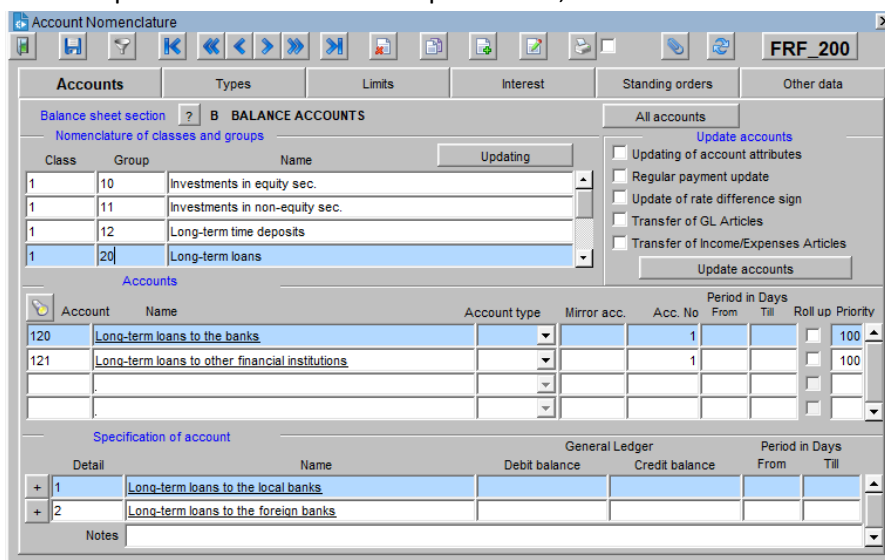 Account Nomenclature
FRF_200
Accounts Types Limits Interest Standing orders Other data
Balance sheet section ? B BALANCE ACCOUNTS All accounts
Nomenclature of classes and groups Update accounts
Class Group Name Updating Updating of account attributes
1 10 Investments in equity sec. Regular payment update
1 11 Investments in non-equity sec. Update of rate difference sign
1 12 Long-term time deposits Transfer of GL Articles
1 20 Long-term loans Transfer of Income/Expenses Articles
Update accounts
Accounts
Period in Days
Account Name Account type Mirror acc. Acc. No From Till Roll up Priority
120 Long-term loans to the banks 1 100
121 Long-term loans to other financial institutions 1 100
.
.
Specification of account
General Ledger Period in Days
Detail Name Debit balance Credit balance From Till
+ 1 Long-term loans to the local banks
+ 2 Long-term loans to the foreign banks
Notes